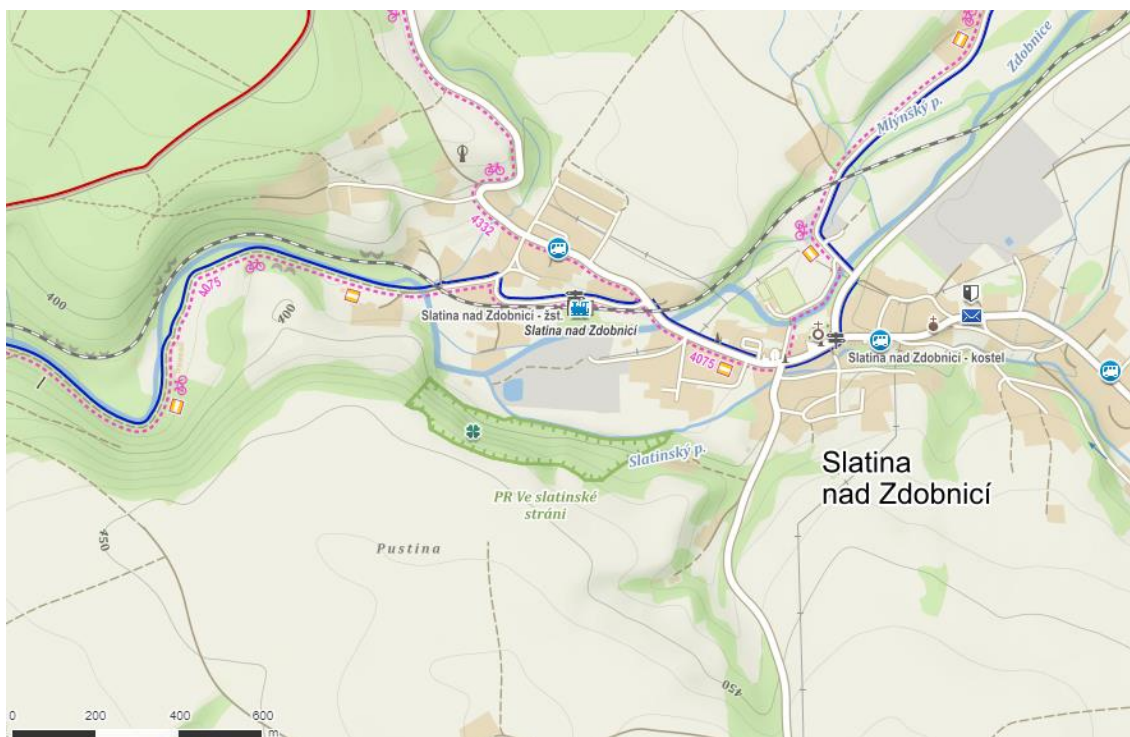 Zdobnice
Mlýnský p.
4332
4075
400
Slatina nad Zdobnicí - žst.
Slatina nad Zdobnicí
400
4075
Slatina nad Zdobnicí - kostel
Slatinský p.
Slatina
nad Zdobnicí
PR Ve slatinské
stráni
Pustina
450
450
0 200 400 600
m